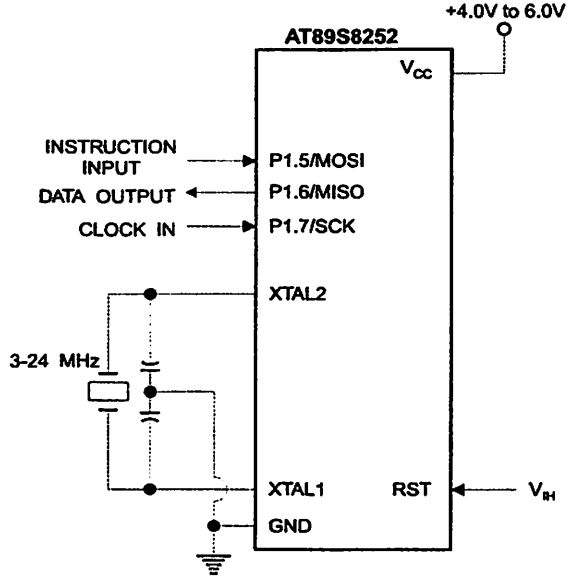 +4.0V to 6.0V
AT89S8252
VCC
INSTRUCTION
INPUT
P1.5/MOSI
DATA OUTPUT
P1.6/MISO
CLOCK IN
P1.7/SCK
XTAL2
3-24 MHz
XTAL1
RST
VIH
GND